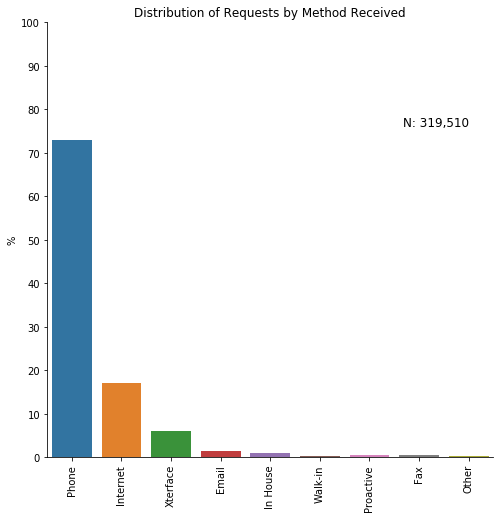 Distribution of Requests by Method Received
100
90
80
70
60
50
40
30
20
10
0
%
N: 319,510
Phone
Internet
Xterface
Email
In House
Walk-in
Proactive
Fax
Other